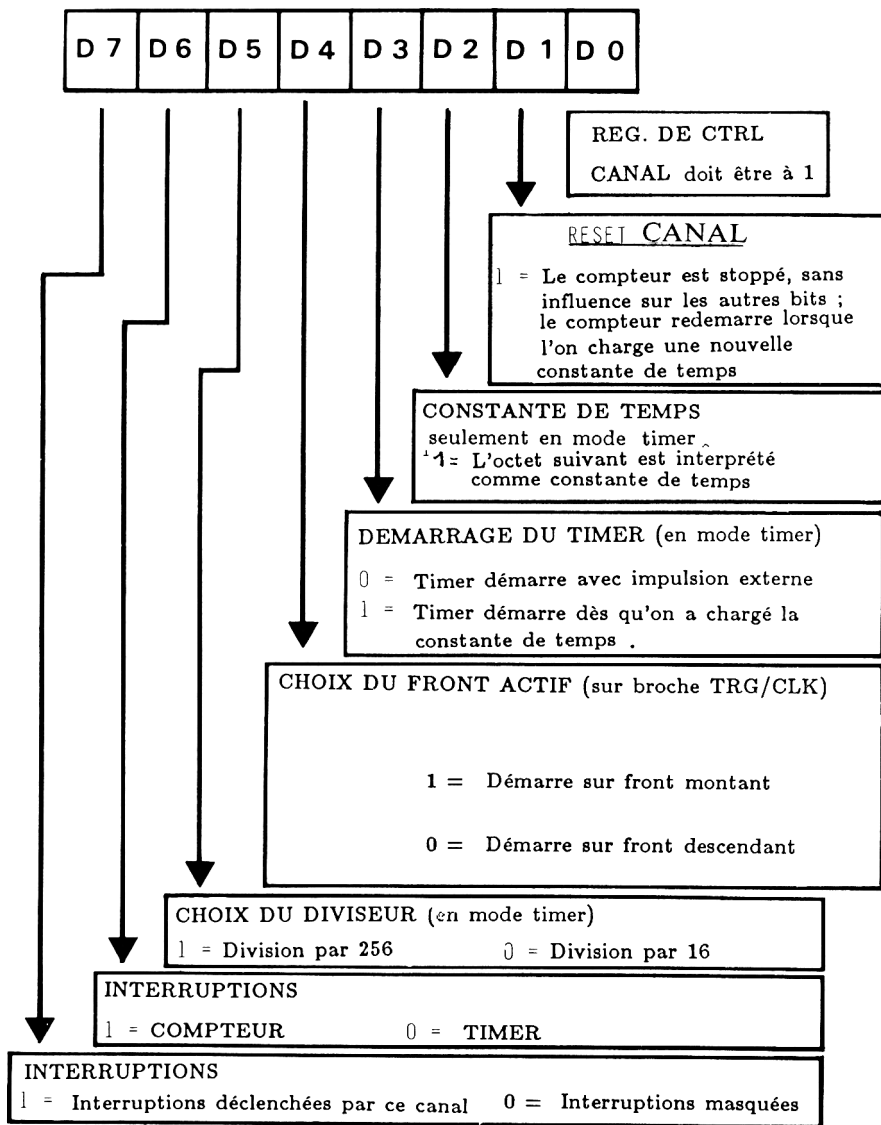 D 7 D 6 D 5 D 4 D 3 D 2 D 1 D 0
REG. DE CTRL
CANAL doit être à 1
RESET CANAL
1 = Le compteur est stoppé, sans
influence sur les autres bits ;
le compteur redemarre lorsque
l'on charge une nouvelle
constante de temps
CONSTANTE DE TEMPS
seulement en mode timer
1 = L'octet suivant est interprété
comme constante de temps
DEMARRAGE DU TIMER (en mode timer)
0 = Timer démarre avec impulsion externe
1 = Timer démarre dès qu'on a chargé la
constante de temps .
CHOIX DU FRONT ACTIF (sur broche TRG/CLK)
1 = Démarre sur front montant
0 = Démarre sur front descendant
CHOIX DU DIVISEUR (en mode timer)
1 = Division par 256 0 = Division par 16
INTERRUPTIONS
1 = COMPTEUR 0 = TIMER
INTERRUPTIONS
1 = Interruptions déclenchées par ce canal 0 = Interruptions masquées